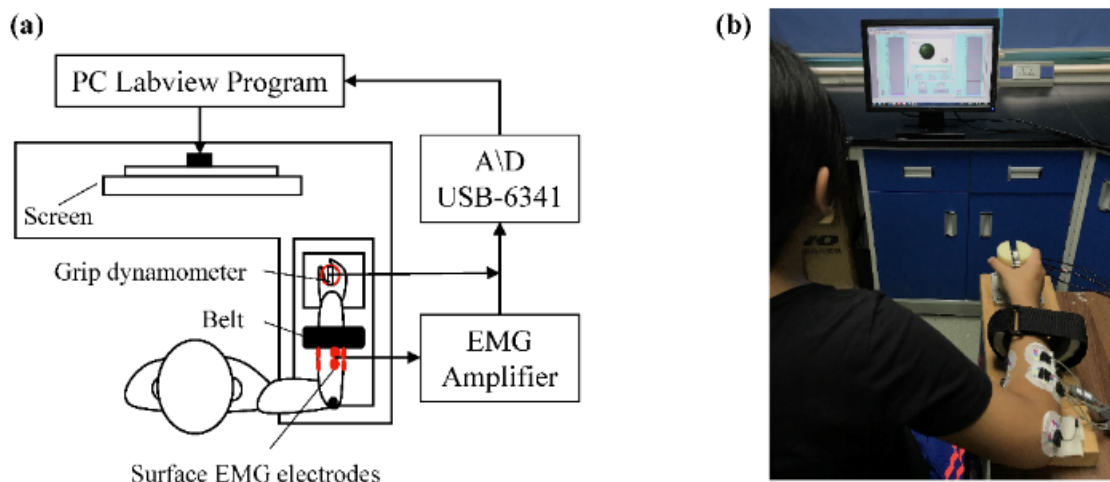 (a)
PC Labview Program
A\D
USB-6341
Screen
Grip dynamometer
Belt
EMG
Amplifier
Surface EMG electrodes
(b)